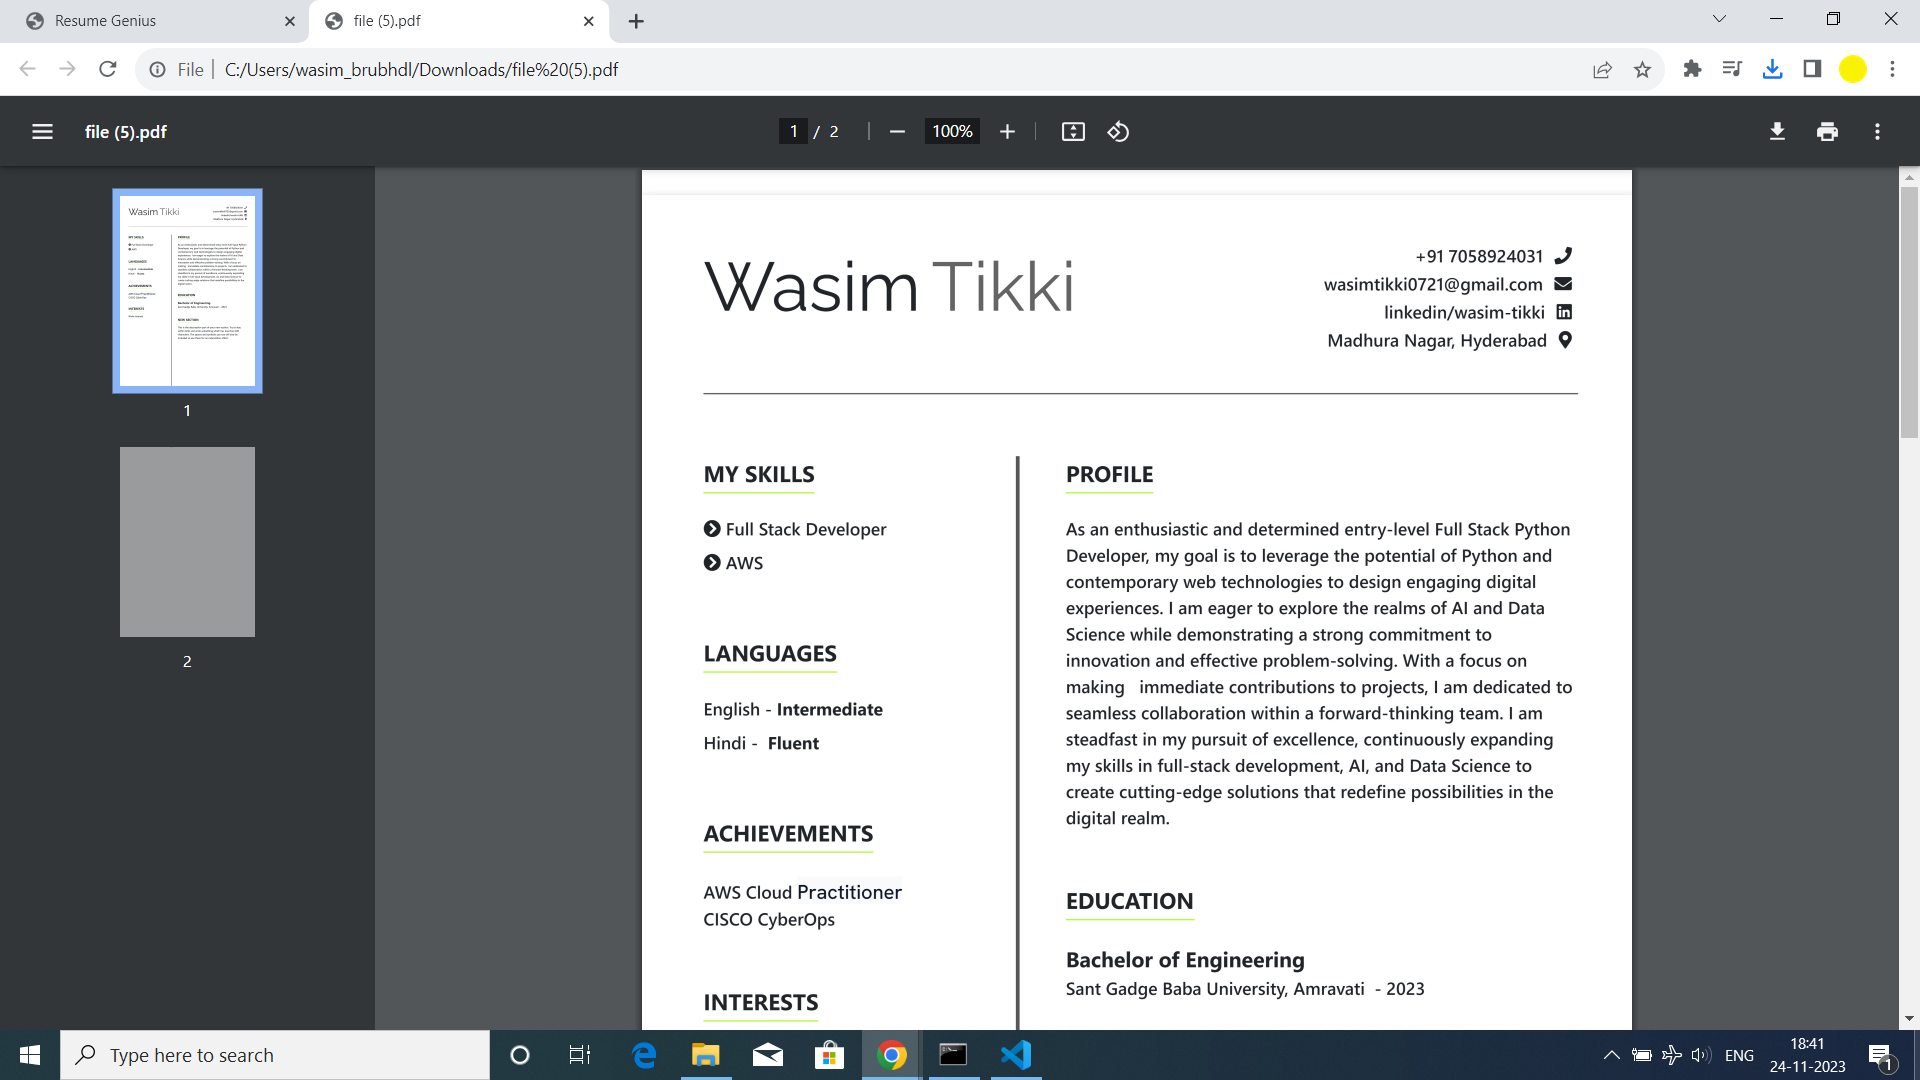 Resume Genius
file (5).pdf
File | C:/Users/wasim_brubhdl/Downloads/file%20(5).pdf
file (5).pdf
1 / 2
100%
1
2
Wasim Tikki
+91 7058924031
wasimtikki0721@gmail.com
linkedin/wasim-tikki
Madhura Nagar, Hyderabad
MY SKILLS
Full Stack Developer
AWS
LANGUAGES
English - Intermediate
Hindi - Fluent
ACHIEVEMENTS
AWS Cloud Practitioner
CISCO CyberOps
INTERESTS
PROFILE
As an enthusiastic and determined entry-level Full Stack Python
Developer, my goal is to leverage the potential of Python and
contemporary web technologies to design engaging digital
experiences. I am eager to explore the realms of AI and Data
Science while demonstrating a strong commitment to
innovation and effective problem-solving. With a focus on
making immediate contributions to projects, I am dedicated to
seamless collaboration within a forward-thinking team. I am
steadfast in my pursuit of excellence, continuously expanding
my skills in full-stack development, AI, and Data Science to
create cutting-edge solutions that redefine possibilities in the
digital realm.
EDUCATION
Bachelor of Engineering
Sant Gadge Baba University, Amravati - 2023
Type here to search
ENG
18:41
24-11-2023
1